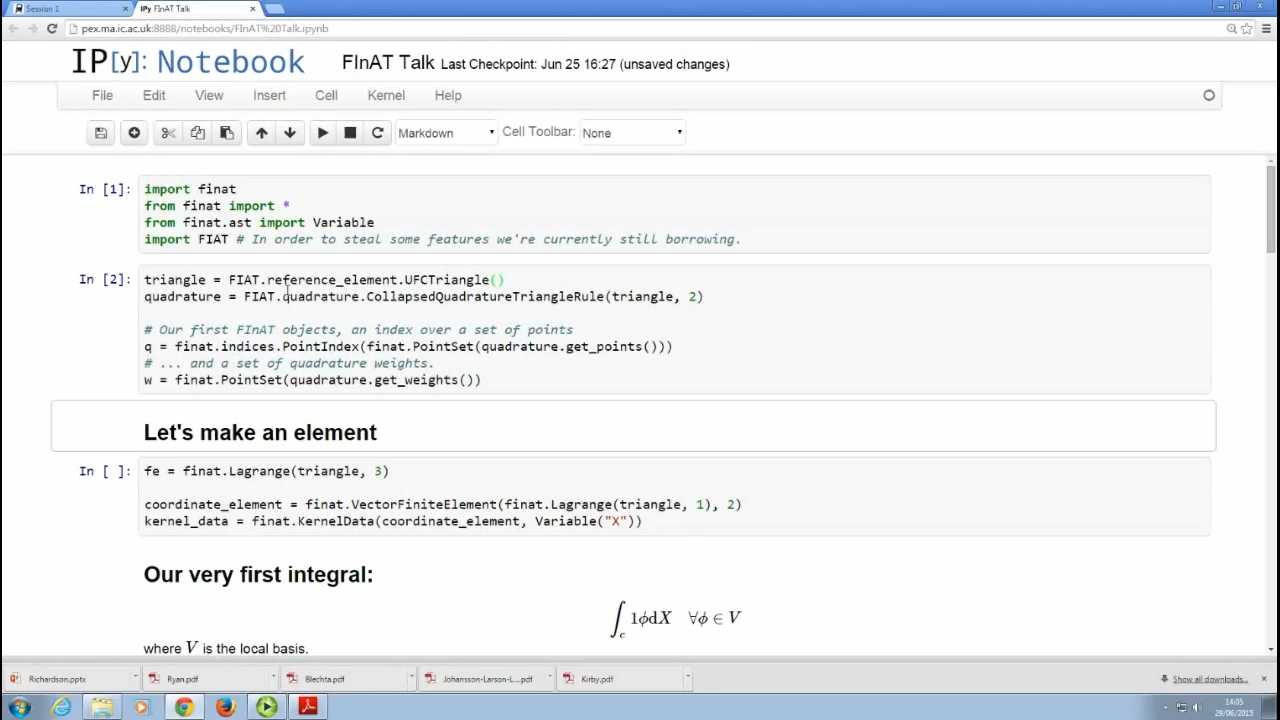 Session 1
IPy FInAT Talk
pex.ma.ic.ac.uk:8888/notebooks/FInAT%20Talk.ipynb
IP[y]: Notebook
FInAT Talk Last Checkpoint: Jun 25 16:27 (unsaved changes)
File Edit View Insert Cell Kernel Help
Markdown Cell Toolbar: None
In [1]: import finat
from finat import *
from finat.ast import Variable
import FIAT # In order to steal some features we're currently still borrowing.
In [2]: triangle = FIAT.reference_element.UFCTriangle()
quadrature = FIAT.quadrature.CollapsedQuadratureTriangleRule(triangle, 2)
# Our first FInAT objects, an index over a set of points
q = finat.indices.PointIndex(finat.PointSet(quadrature.get_points()))
# ... and a set of quadrature weights.
w = finat.PointSet(quadrature.get_weights())
Let's make an element
In [ ]: fe = finat.Lagrange(triangle, 3)
coordinate_element = finat.VectorFiniteElement(finat.Lagrange(triangle, 1), 2)
kernel_data = finat.KernelData(coordinate_element, Variable("X"))
Our very first integral:
∫_c 1ϕdX ∀ϕ ∈ V
where V is the local basis.
Richardson.pptx
Ryan.pdf
Blechta.pdf
Johansson-Larson-L....pdf
Kirby.pdf
Show all downloads...
14:05
29/06/2015